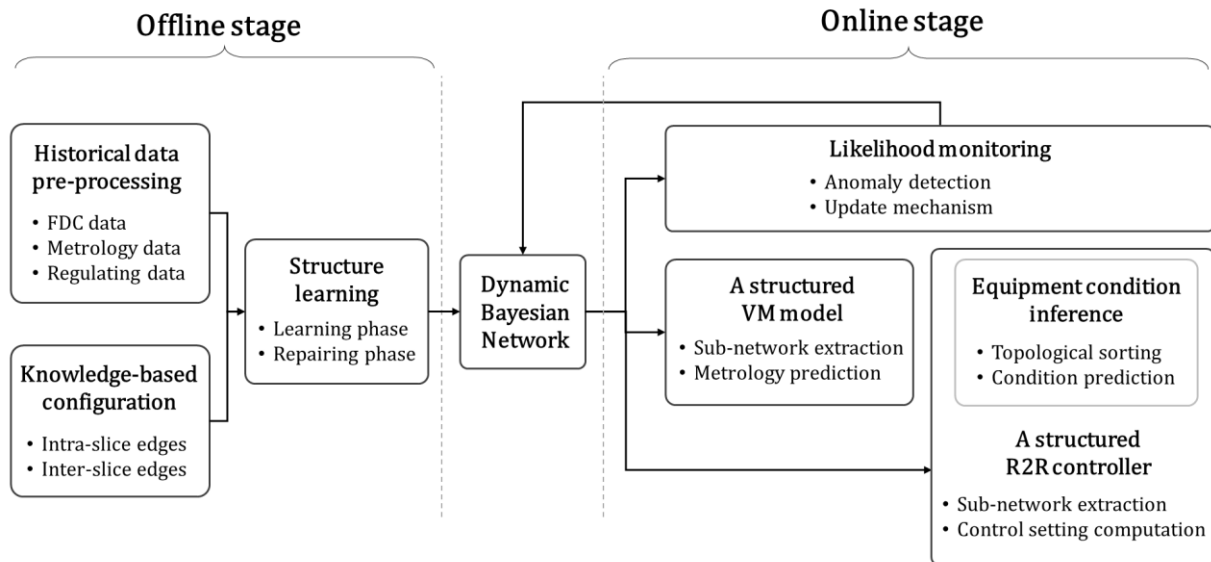 Offline stage
Online stage
Historical data
pre-processing
• FDC data
• Metrology data
• Regulating data
Knowledge-based
configuration
• Intra-slice edges
• Inter-slice edges
Structure
learning
• Learning phase
• Repairing phase
Dynamic
Bayesian
Network
Likelihood monitoring
• Anomaly detection
• Update mechanism
A structured
VM model
• Sub-network extraction
• Metrology prediction
Equipment condition
inference
• Topological sorting
• Condition prediction
A structured
R2R controller
• Sub-network extraction
• Control setting computation